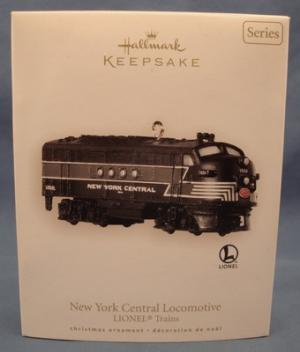 Hallmark
KEEPSAKE
Series
NEW YORK CENTRAL
LIONEL
New York Central Locomotive
LIONEL® Trains
christmas ornament • décoration de noël